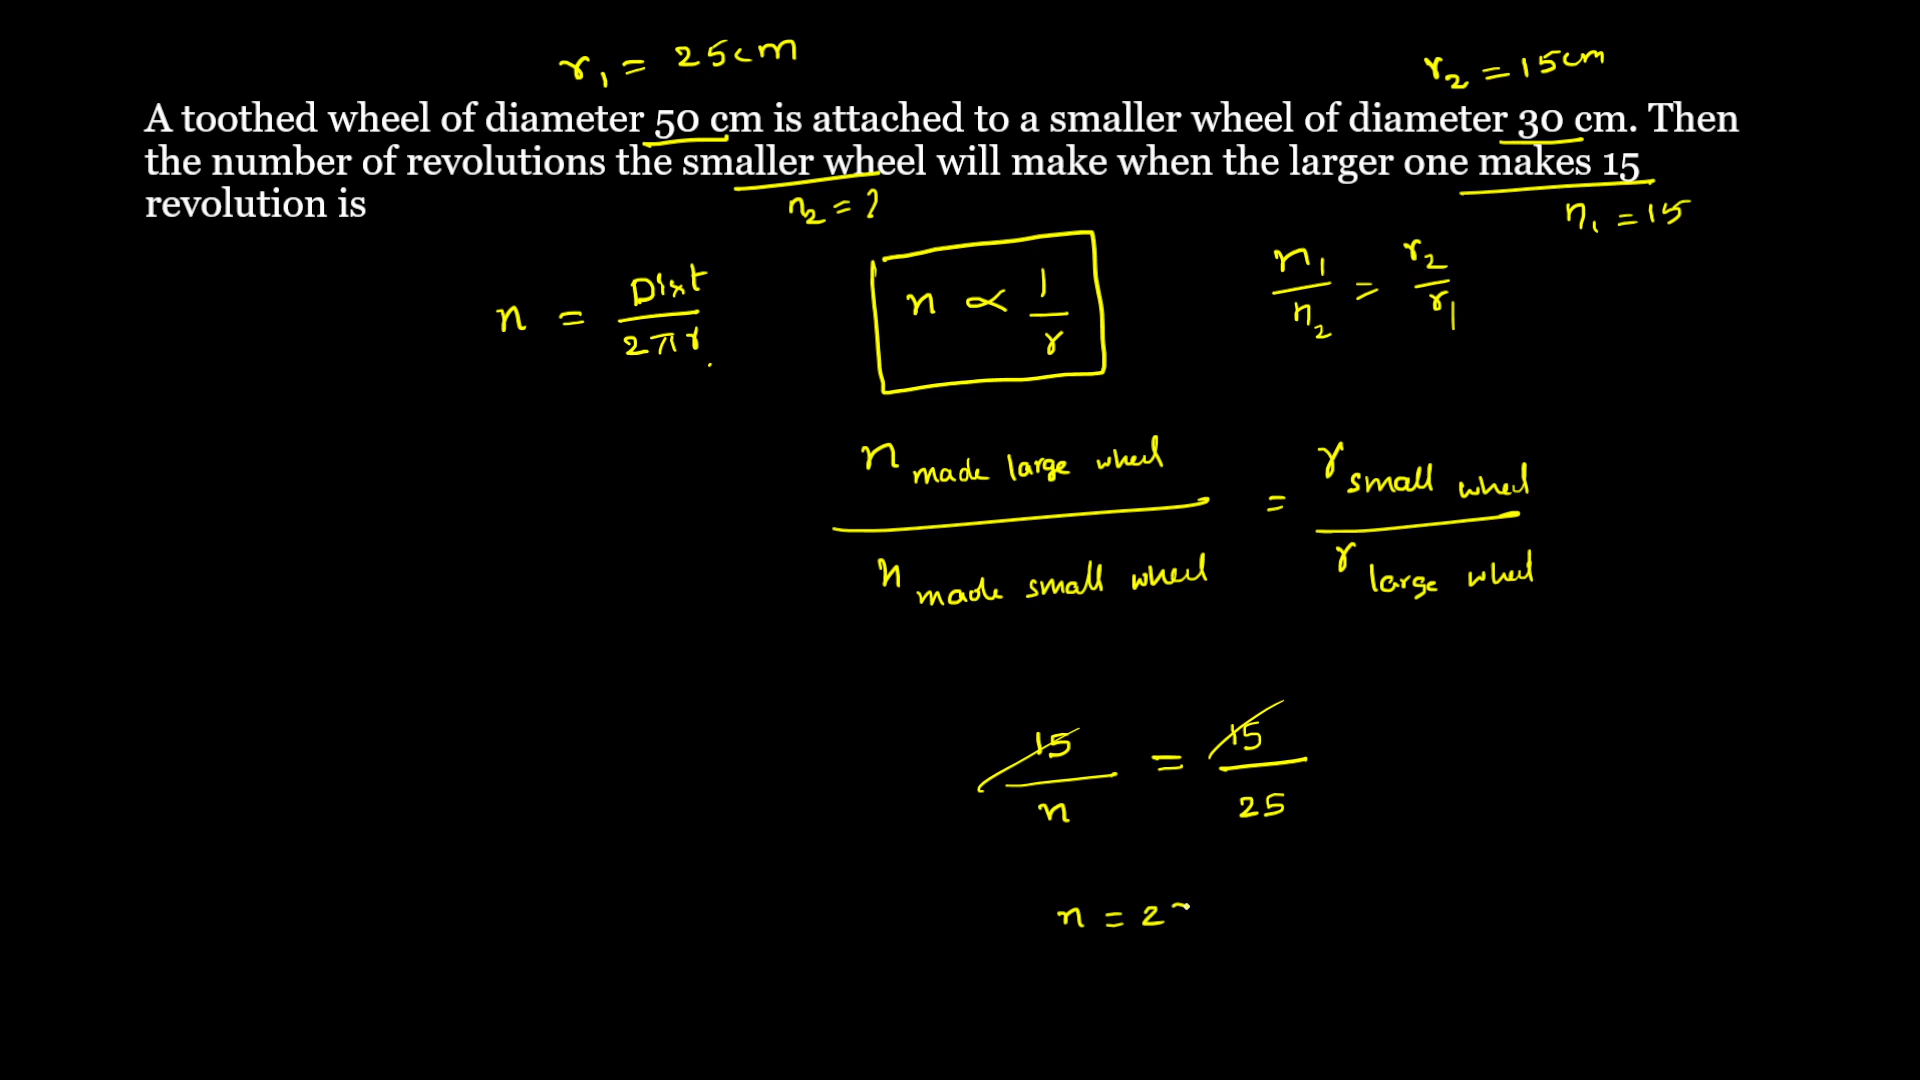 r₁ = 25cm
r₂ = 15cm
A toothed wheel of diameter 50 cm is attached to a smaller wheel of diameter 30 cm. Then
the number of revolutions the smaller wheel will make when the larger one makes 15
revolution is
n₂ = ?
n₁ = 15
n = Dist / 2πr
n ∝ 1 / r
n₁ / n₂ = r₂ / r₁
n made large wheel / n made small wheel = r small wheel / r large wheel
15 / n = 15 / 25
n = 2